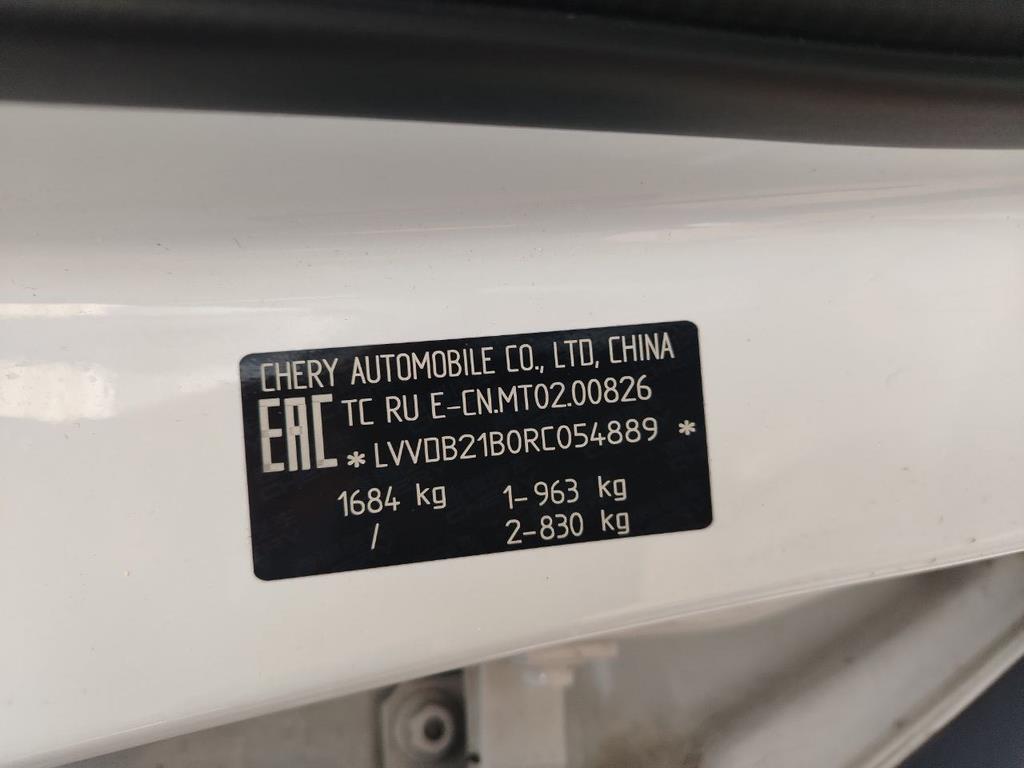 CHERY AUTOMOBILE CO., LTD, CHINA
EAC TC RU E-CN.MT02.00826
*LVVDB21B0RC054889 *
1684 kg 1-963 kg
/ 2-830 kg